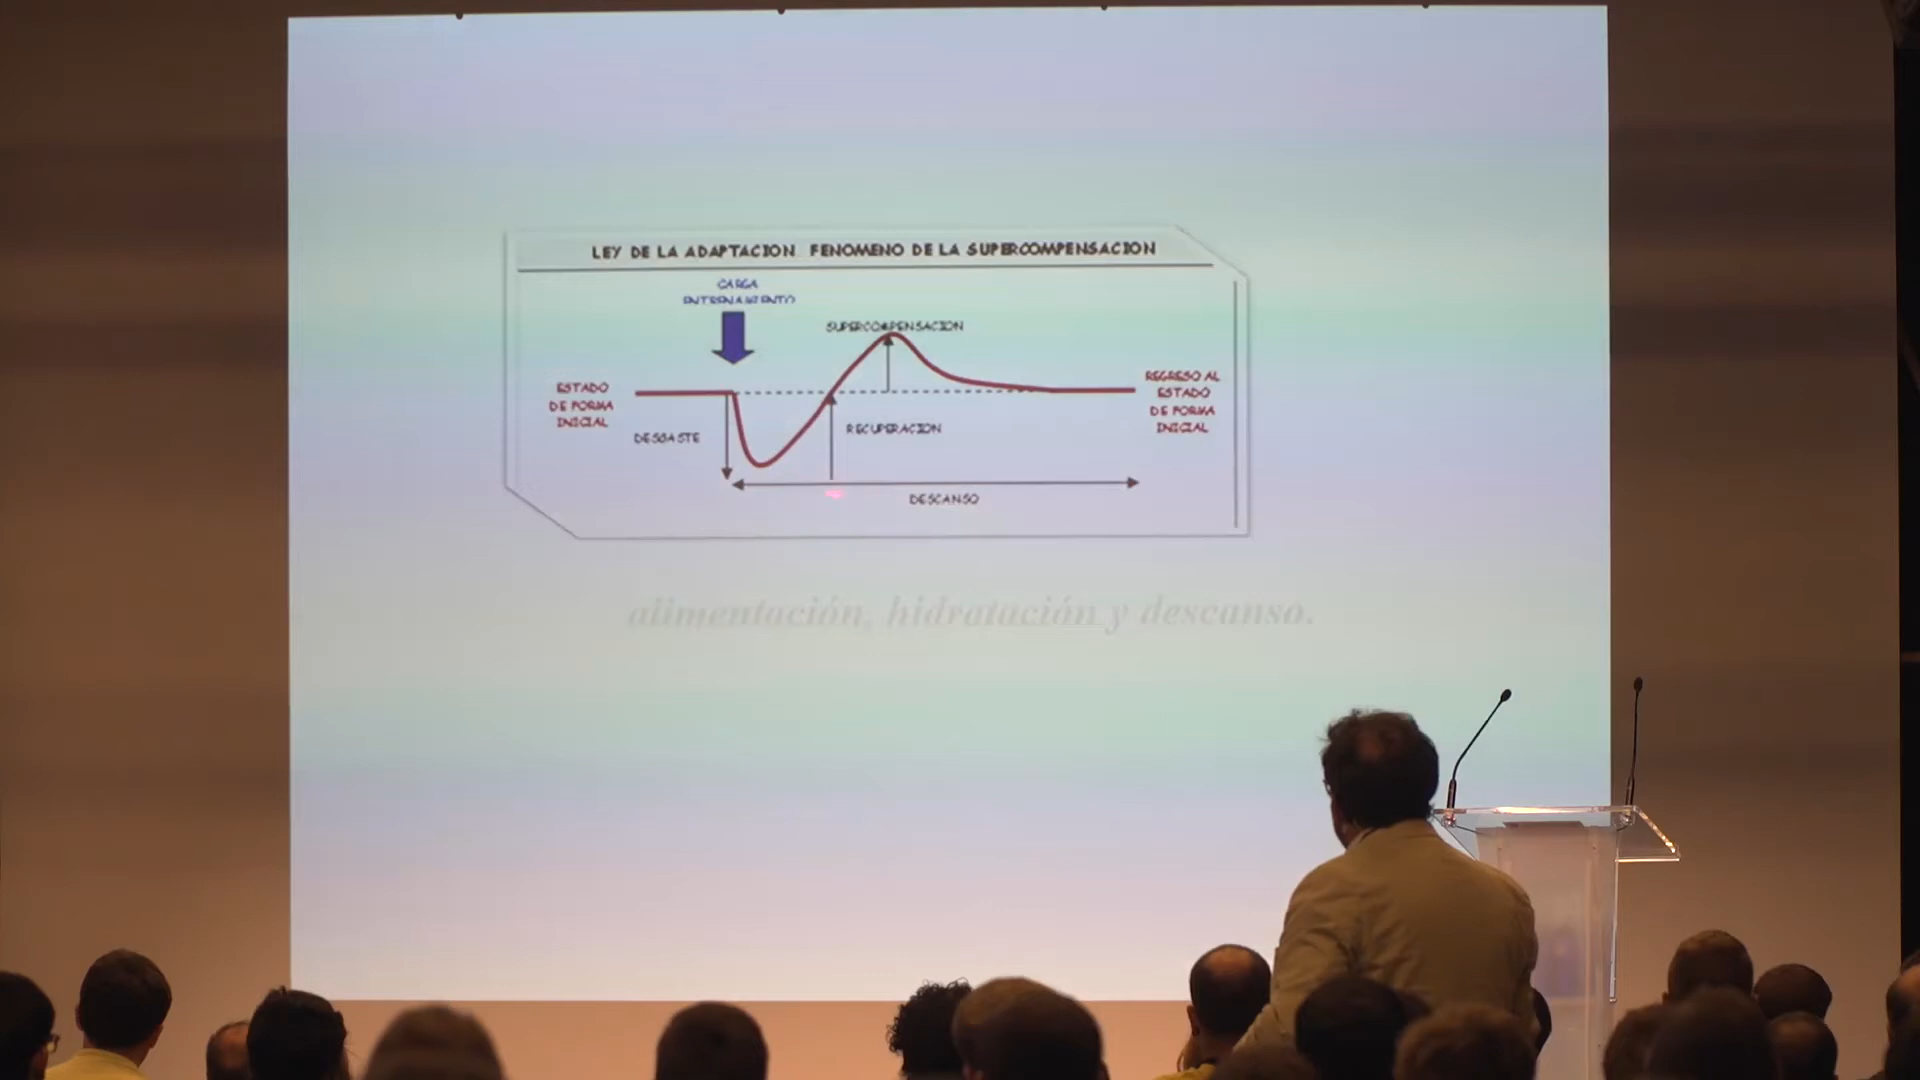 LEY DE LA ADAPTACION FENOMENO DE LA SUPERCOMPENSACION
CARGA
ENTRENAMIENTO
SUPERCOMPENSACION
ESTADO
DE FORMA
INICIAL
REGRESO AL
ESTADO
DE FORMA
INICIAL
DESGASTE
RECUPERACION
DESCANSO
alimentación, hidratación y descanso.